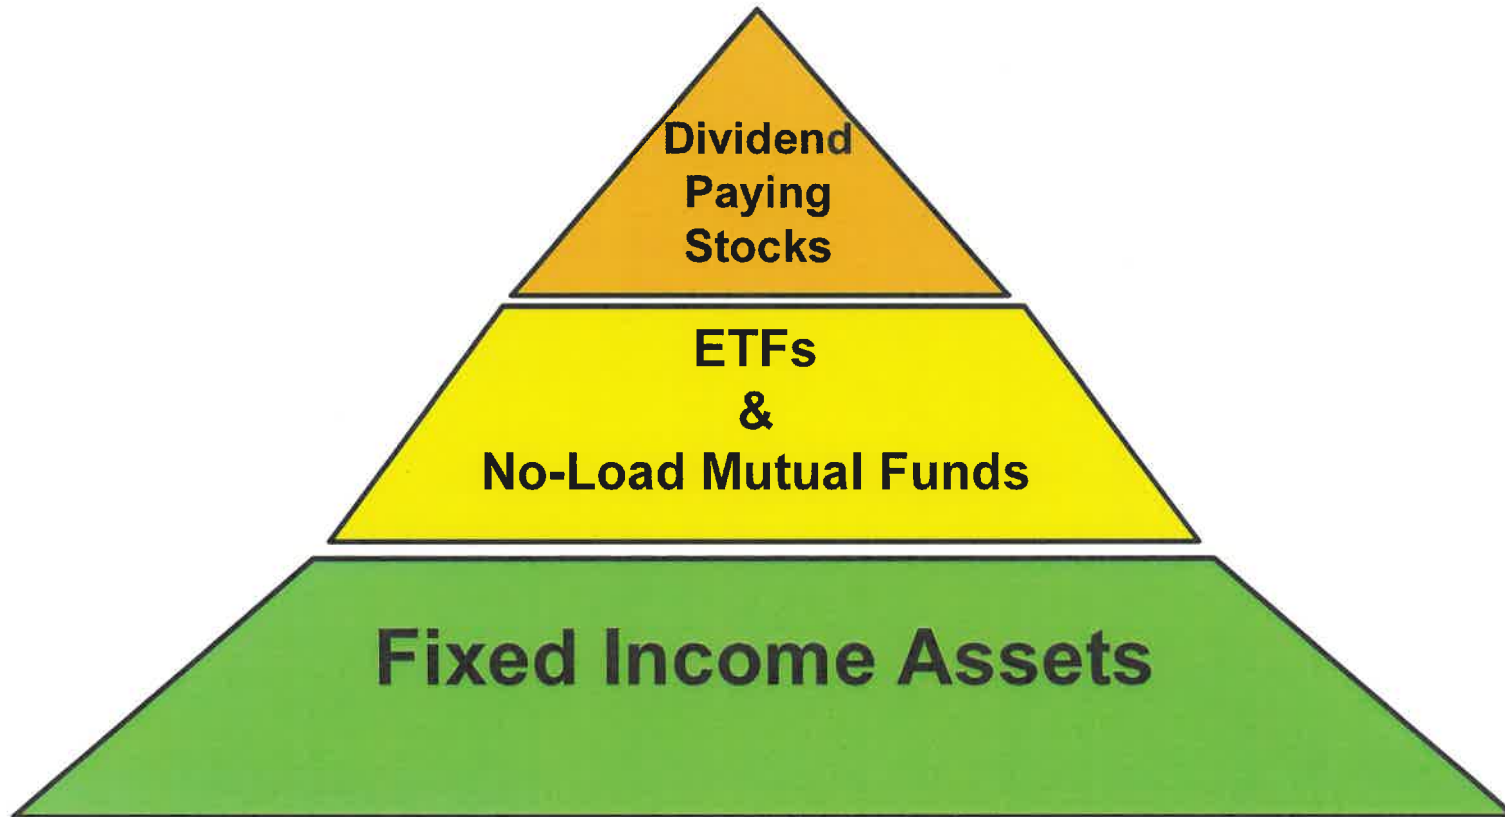 Dividend
Paying
Stocks
ETFs
&
No-Load Mutual Funds
Fixed Income Assets